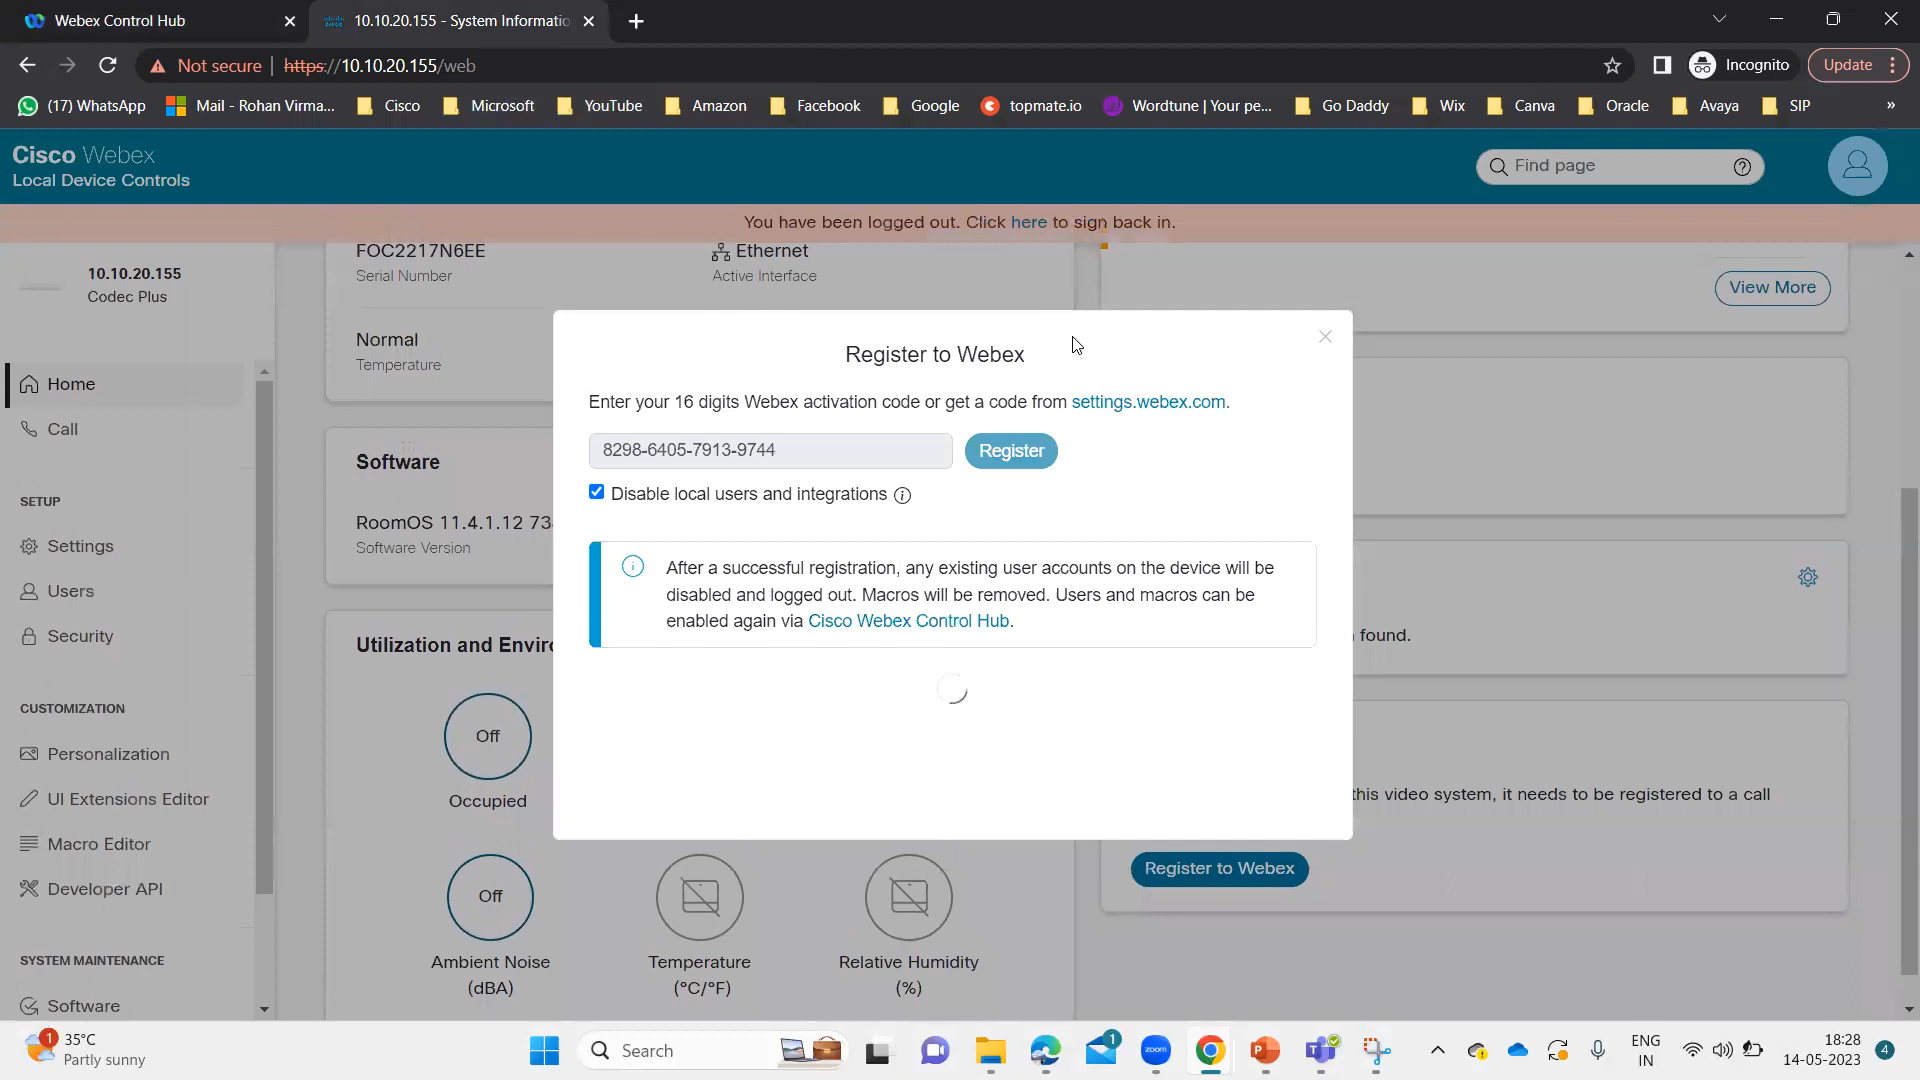 Webex Control Hub
10.10.20.155 - System Informatio
Not secure | https://10.10.20.155/web
Incognito
Update
(17) WhatsApp
Mail - Rohan Virma...
Cisco
Microsoft
YouTube
Amazon
Facebook
Google
topmate.io
Wordtune | Your pe...
Go Daddy
Wix
Canva
Oracle
Avaya
SIP
»
Cisco Webex
Local Device Controls
Find page
You have been logged out. Click here to sign back in.
10.10.20.155
Codec Plus
Home
Call
SETUP
Settings
Users
Security
CUSTOMIZATION
Personalization
UI Extensions Editor
Macro Editor
Developer API
SYSTEM MAINTENANCE
Software
FOC2217N6EE
Serial Number
Ethernet
Active Interface
Normal
Temperature
Software
RoomOS 11.4.1.12 73
Software Version
Utilization and Enviro
Off
Occupied
Off
Ambient Noise
(dBA)
Temperature
(°C/°F)
Relative Humidity
(%)
View More
found.
this video system, it needs to be registered to a call
Register to Webex
Register to Webex
Enter your 16 digits Webex activation code or get a code from settings.webex.com.
8298-6405-7913-9744
Register
Disable local users and integrations
After a successful registration, any existing user accounts on the device will be
disabled and logged out. Macros will be removed. Users and macros can be
enabled again via Cisco Webex Control Hub.
1
35°C
Partly sunny
Search
1
zoom
ENG
IN
18:28
14-05-2023
4